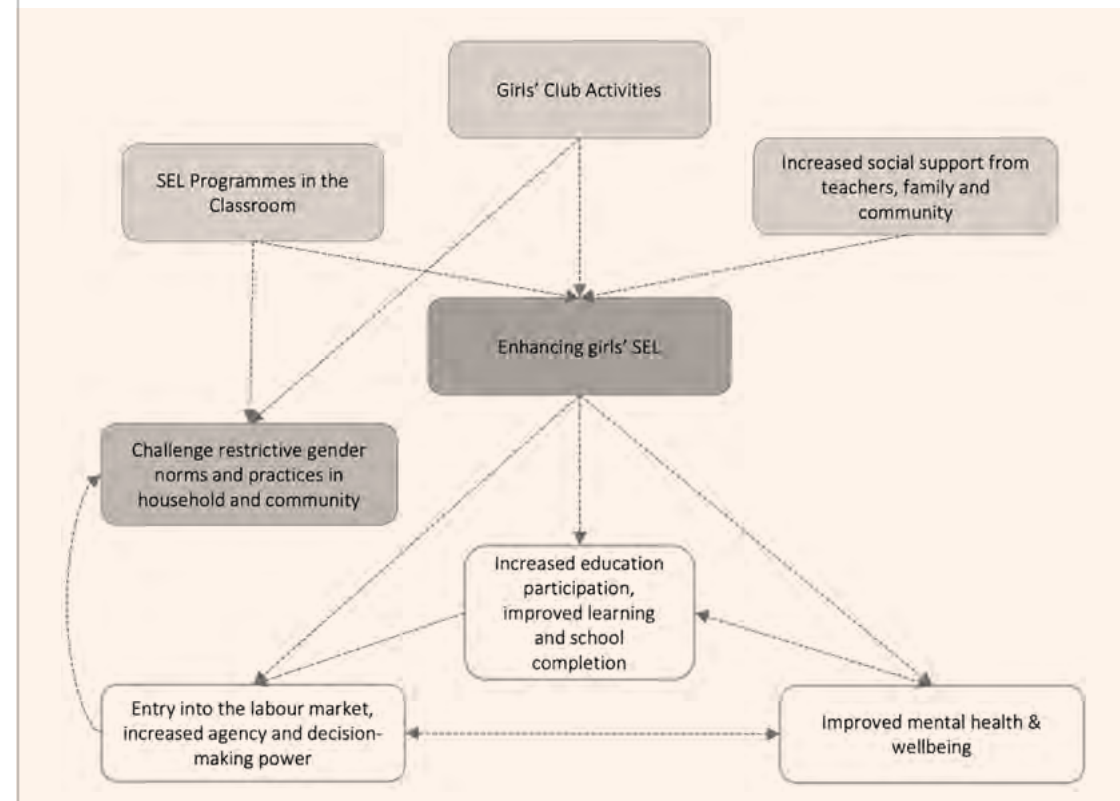 Girls' Club Activities
SEL Programmes in the
Classroom
Increased social support from
teachers, family and
community
Enhancing girls' SEL
Challenge restrictive gender
norms and practices in
household and community
Increased education
participation,
improved learning
and school
completion
Entry into the labour market,
increased agency and decision-
making power
Improved mental health &
wellbeing